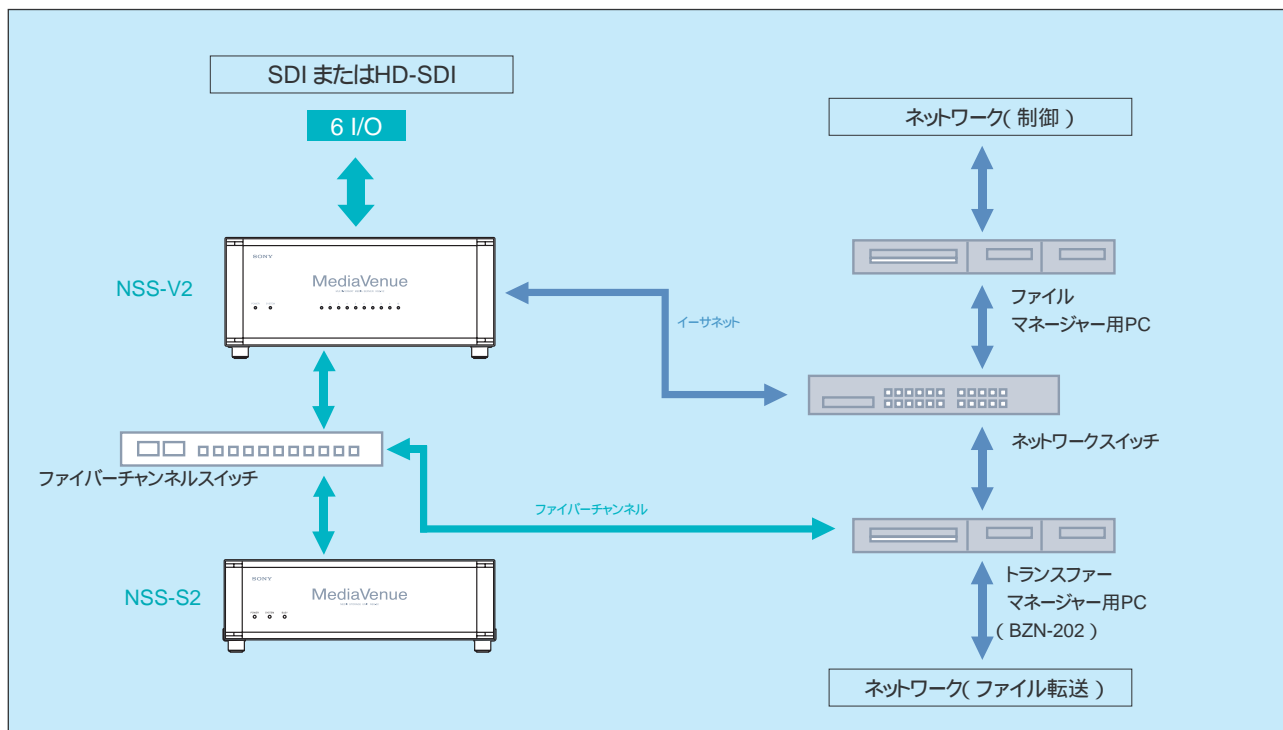 SDI またはHD-SDI
6 I/O
ネットワーク( 制御 )
SONY
MediaVenue
NSS-V2
イーサネット
ファイル
マネージャー用PC
ネットワークスイッチ
ファイバーチャンネルスイッチ
ファイバーチャンネル
SONY
MediaVenue
NSS-S2
トランスファー
マネージャー用PC
( BZN-202 )
ネットワーク( ファイル転送 )